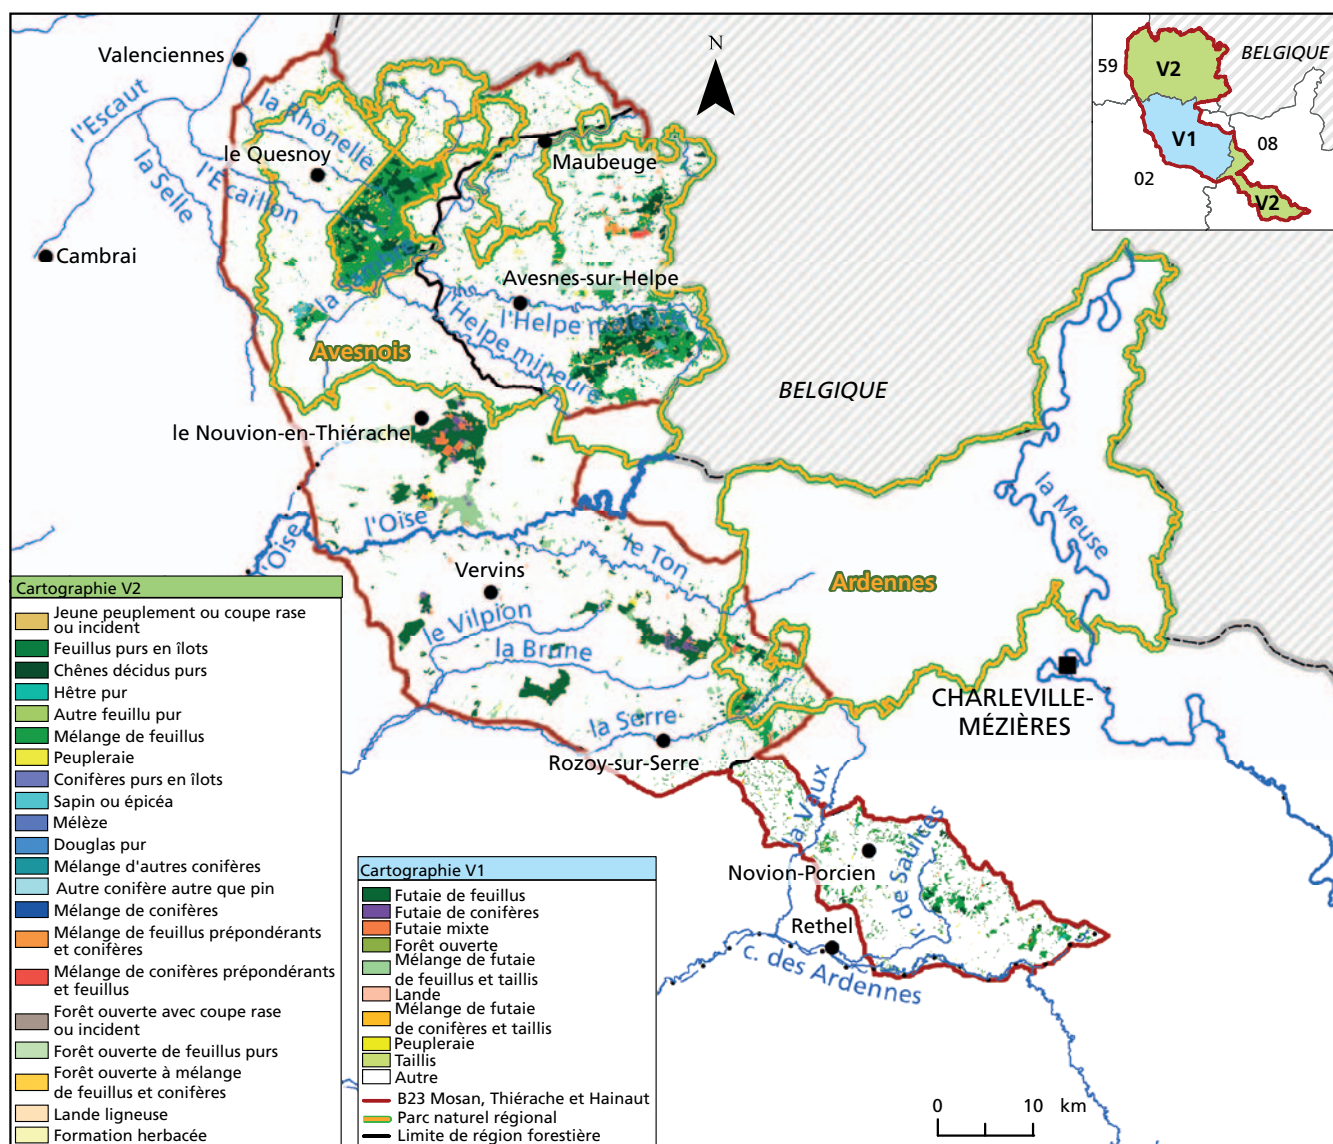 Valenciennes
l'Escaut
la Selle
Cambrai
la Rhônelle
le Quesnoy
l'Écaillon
Maubeuge
N
59
V2
BELGIQUE
V1
08
02
V2
Avesnes-sur-Helpe
l'Helpe
Helpe mineure
Avesnois
BELGIQUE
le Nouvion-en-Thiérache
l'Oise
l'Oise
le Ton
Vervins
le Vilpion
la Brune
la Serre
Rozoy-sur-Serre
Ardennes
la Meuse
CHARLEVILLE-
MÉZIÈRES
la Vaux
Novion-Porcien
r. de Saulces
Rethel
c. des Ardennes
Cartographie V2
Jeune peuplement ou coupe rase
ou incident
Feuillus purs en îlots
Chênes décidus purs
Hêtre pur
Autre feuillu pur
Mélange de feuillus
Peupleraie
Conifères purs en îlots
Sapin ou épicéa
Mélèze
Douglas pur
Mélange d'autres conifères
Autre conifère autre que pin
Mélange de conifères
Mélange de feuillus prépondérants
et conifères
Mélange de conifères prépondérants
et feuillus
Forêt ouverte avec coupe rase
ou incident
Forêt ouverte de feuillus purs
Forêt ouverte à mélange
de feuillus et conifères
Lande ligneuse
Formation herbacée
Cartographie V1
Futaie de feuillus
Futaie de conifères
Futaie mixte
Forêt ouverte
Mélange de futaie
de feuillus et taillis
Lande
Mélange de futaie
de conifères et taillis
Peupleraie
Taillis
Autre
B23 Mosan, Thiérache et Hainaut
Parc naturel régional
Limite de région forestière
0 10 km